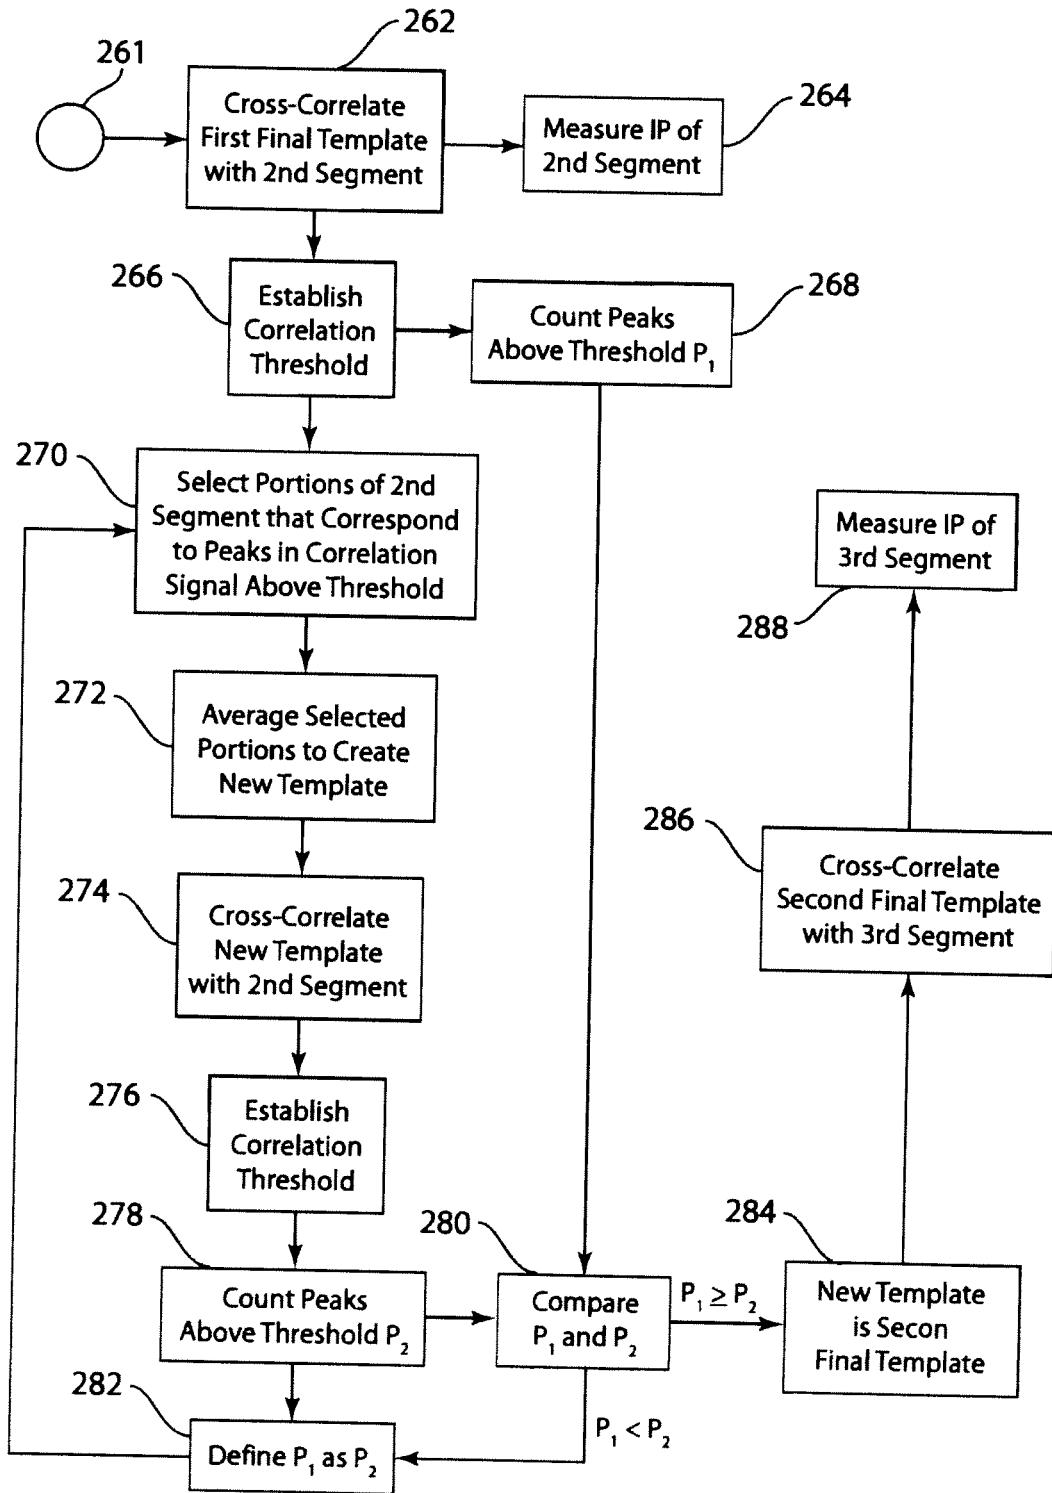 261
262
Cross-Correlate
First Final Template
with 2nd Segment
264
Measure IP of
2nd Segment
266
Establish
Correlation
Threshold
268
Count Peaks
Above Threshold P₁
270
Select Portions of 2nd
Segment that Correspond
to Peaks in Correlation
Signal Above Threshold
272
Average Selected
Portions to Create
New Template
274
Cross-Correlate
New Template
with 2nd Segment
276
Establish
Correlation
Threshold
278
Count Peaks
Above Threshold P₂
280
Compare
P₁ and P₂
P₁ ≥ P₂
P₁ < P₂
282
Define P₁ as P₂
284
New Template
is Secon
Final Template
286
Cross-Correlate
Second Final Template
with 3rd Segment
288
Measure IP of
3rd Segment